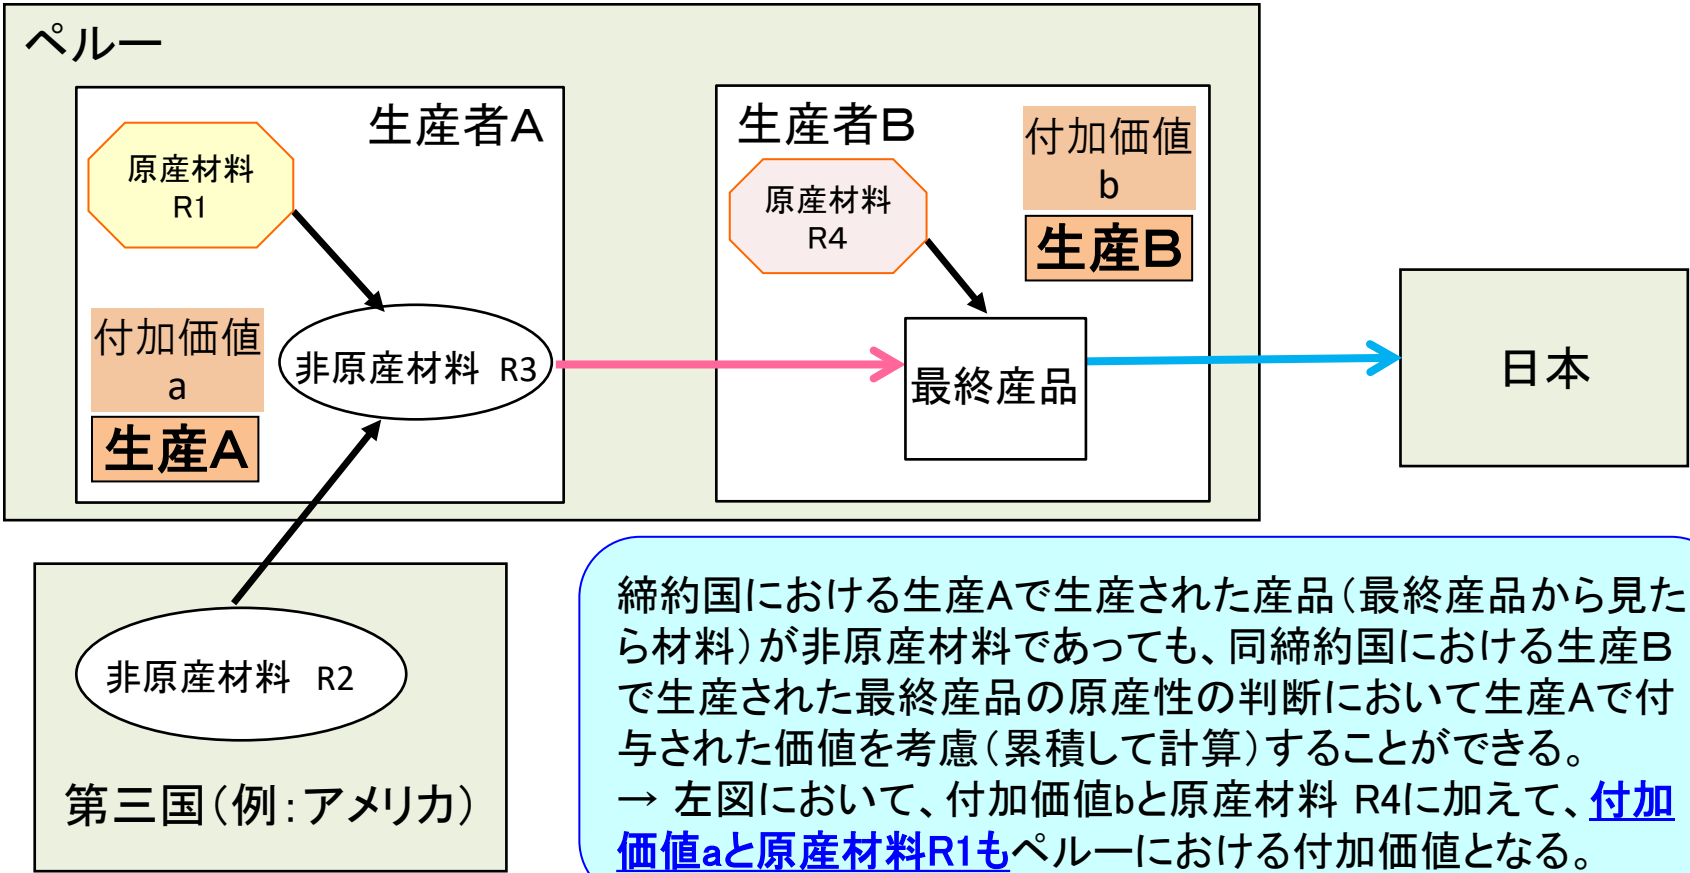 ペルー
生産者A
原産材料
R1
付加価値
a
生産A
非原産材料 R3
生産者B
原産材料
R4
付加価値
b
生産B
最終産品
日本
非原産材料 R2
第三国(例:アメリカ)
締約国における生産Aで生産された産品(最終産品から見た
ら材料)が非原産材料であっても、同締約国における生産B
で生産された最終産品の原産性の判断において生産Aで付
与された価値を考慮(累積して計算)することができる。
→ 左図において、付加価値bと原産材料 R4に加えて、付加
価値aと原産材料R1もペルーにおける付加価値となる。